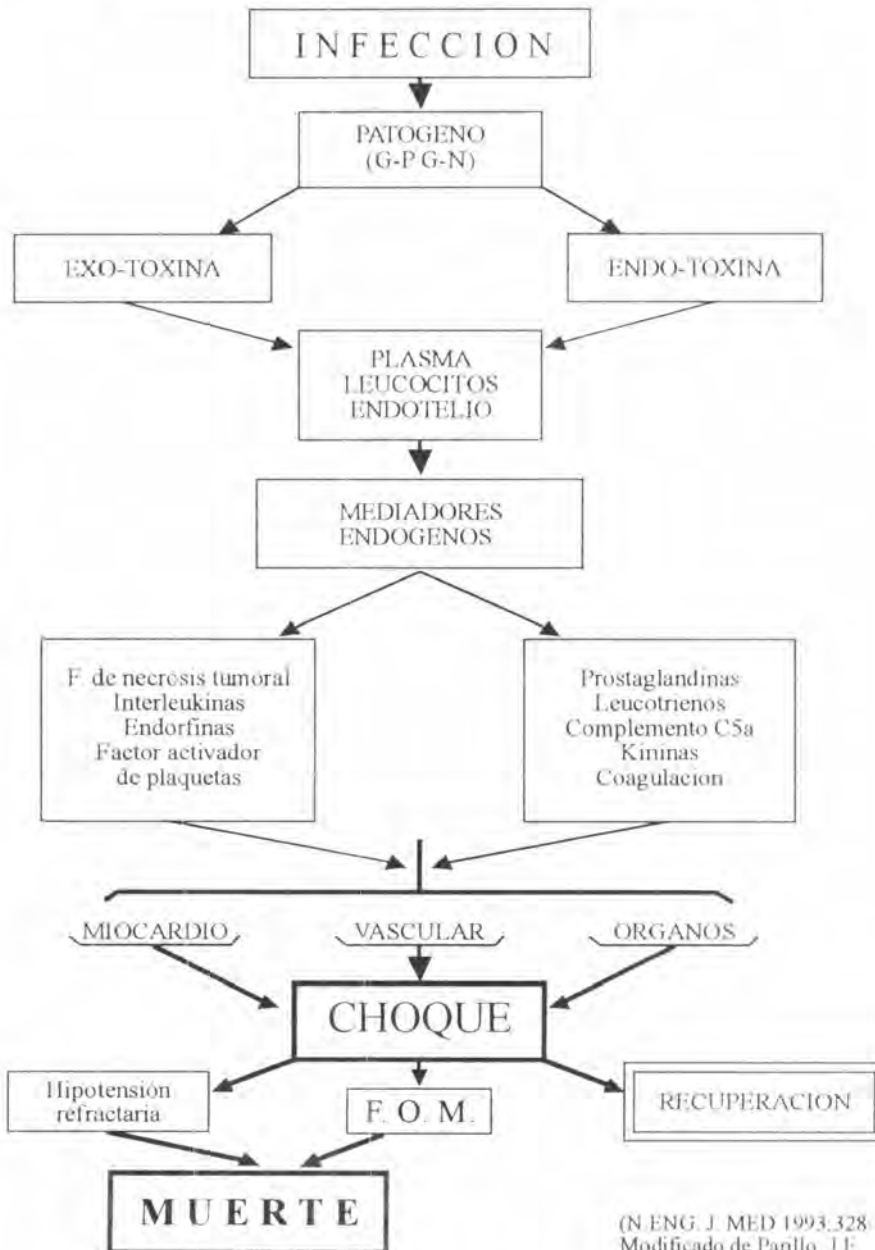 INFECCION
PATOGENO
(G-P G-N)
EXO-TOXINA
ENDO-TOXINA
PLASMA
LEUCOCITOS
ENDOTELIO
MEDIADORES
ENDOGENOS
F. de necrosis tumoral
Interleukinas
Endorfinas
Factor activador
de plaquetas
Prostaglandinas
Leucotrienos
Complemento C5a
Kininas
Coagulacion
MIOCARDIO
VASCULAR
ORGANOS
CHOQUE
Hipotensión
refractaria
F. O. M.
RECUPERACION
MUERTE
(N.ENG. J. MED 1993:328
Modificado de Parillo, J.E.